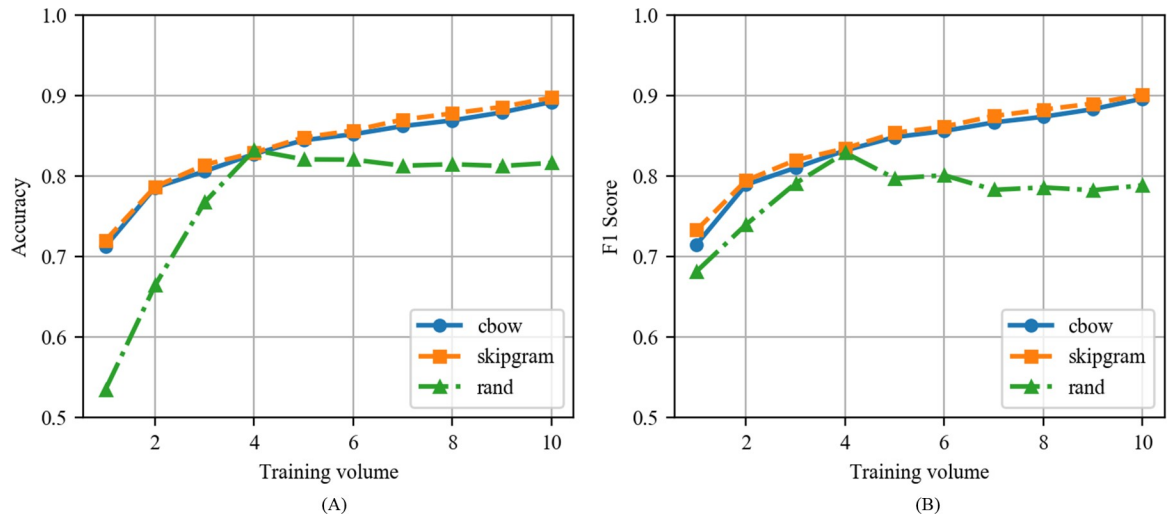 1.0
0.9
0.8
0.7
0.6
0.5
Accuracy
2 4 6 8 10
Training volume
cbow
skipgram
rand
(A)
1.0
0.9
0.8
0.7
0.6
0.5
F1 Score
2 4 6 8 10
Training volume
cbow
skipgram
rand
(B)